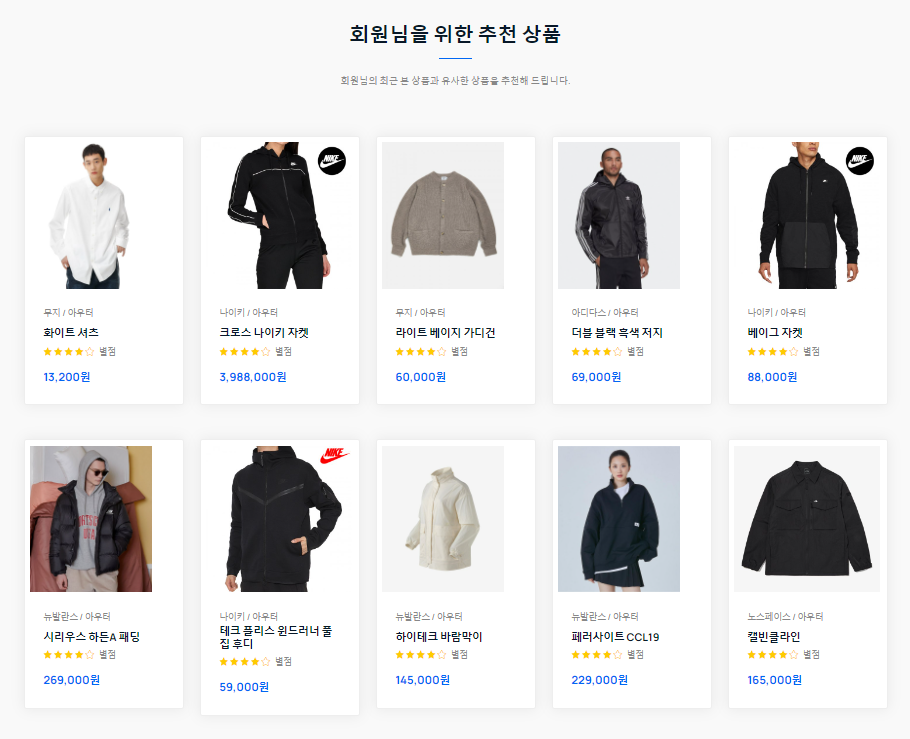 회원님을 위한 추천 상품
회원님의 최근 본 상품과 유사한 상품을 추천해 드립니다.
NIKE
NIKE
무지 / 아우터
화이트 셔츠
별점
13,200원
나이키 / 아우터
크로스 나이키 자켓
별점
3,988,000원
무지 / 아우터
라이트 베이지 가디건
별점
60,000원
아디다스 / 아우터
더블 블랙 흑색 저지
별점
69,000원
나이키 / 아우터
베이그 자켓
별점
88,000원
NIKE
뉴발란스 / 아우터
시리우스 하든A 패딩
별점
269,000원
나이키 / 아우터
테크 플리스 윈드러너 풀
집 후디
별점
59,000원
뉴발란스 / 아우터
하이테크 바람막이
별점
145,000원
뉴발란스 / 아우터
페러사이트 CCL19
별점
229,000원
노스페이스 / 아우터
캘빈클라인
별점
165,000원